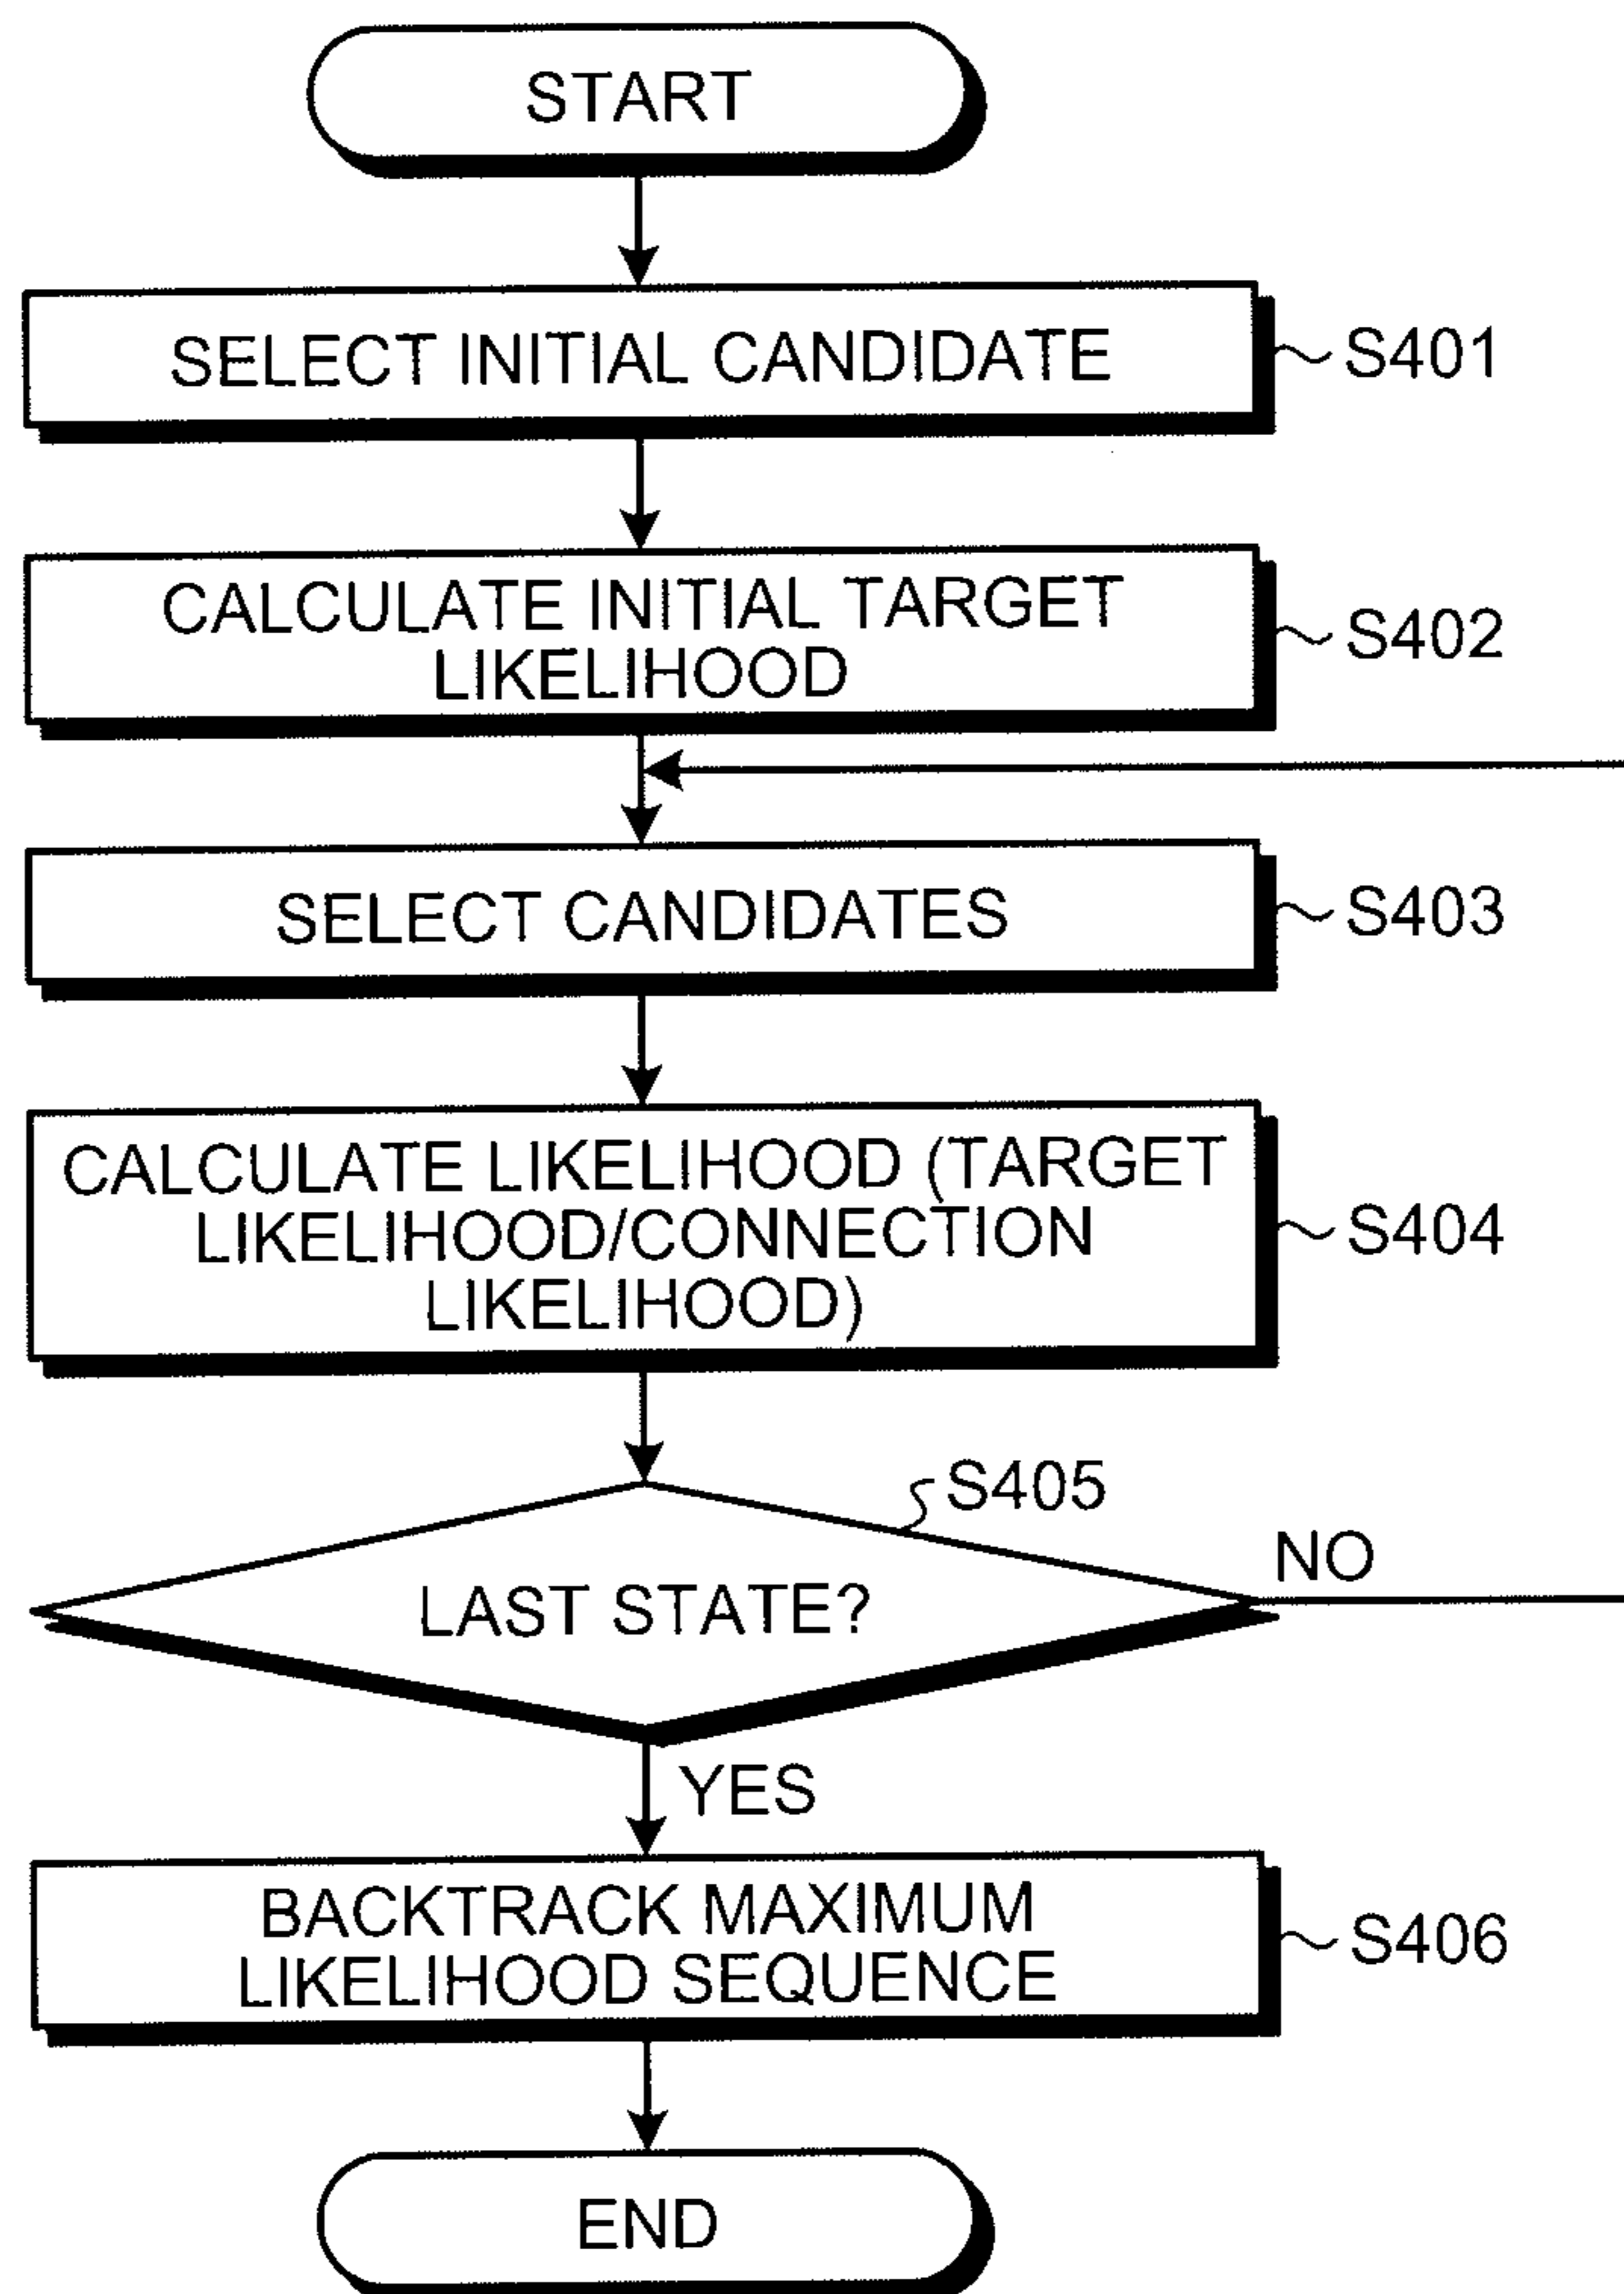 START
SELECT INITIAL CANDIDATE
S401
CALCULATE INITIAL TARGET
LIKELIHOOD
S402
SELECT CANDIDATES
S403
CALCULATE LIKELIHOOD (TARGET
LIKELIHOOD/CONNECTION
LIKELIHOOD)
S404
S405
LAST STATE?
NO
YES
BACKTRACK MAXIMUM
LIKELIHOOD SEQUENCE
S406
END